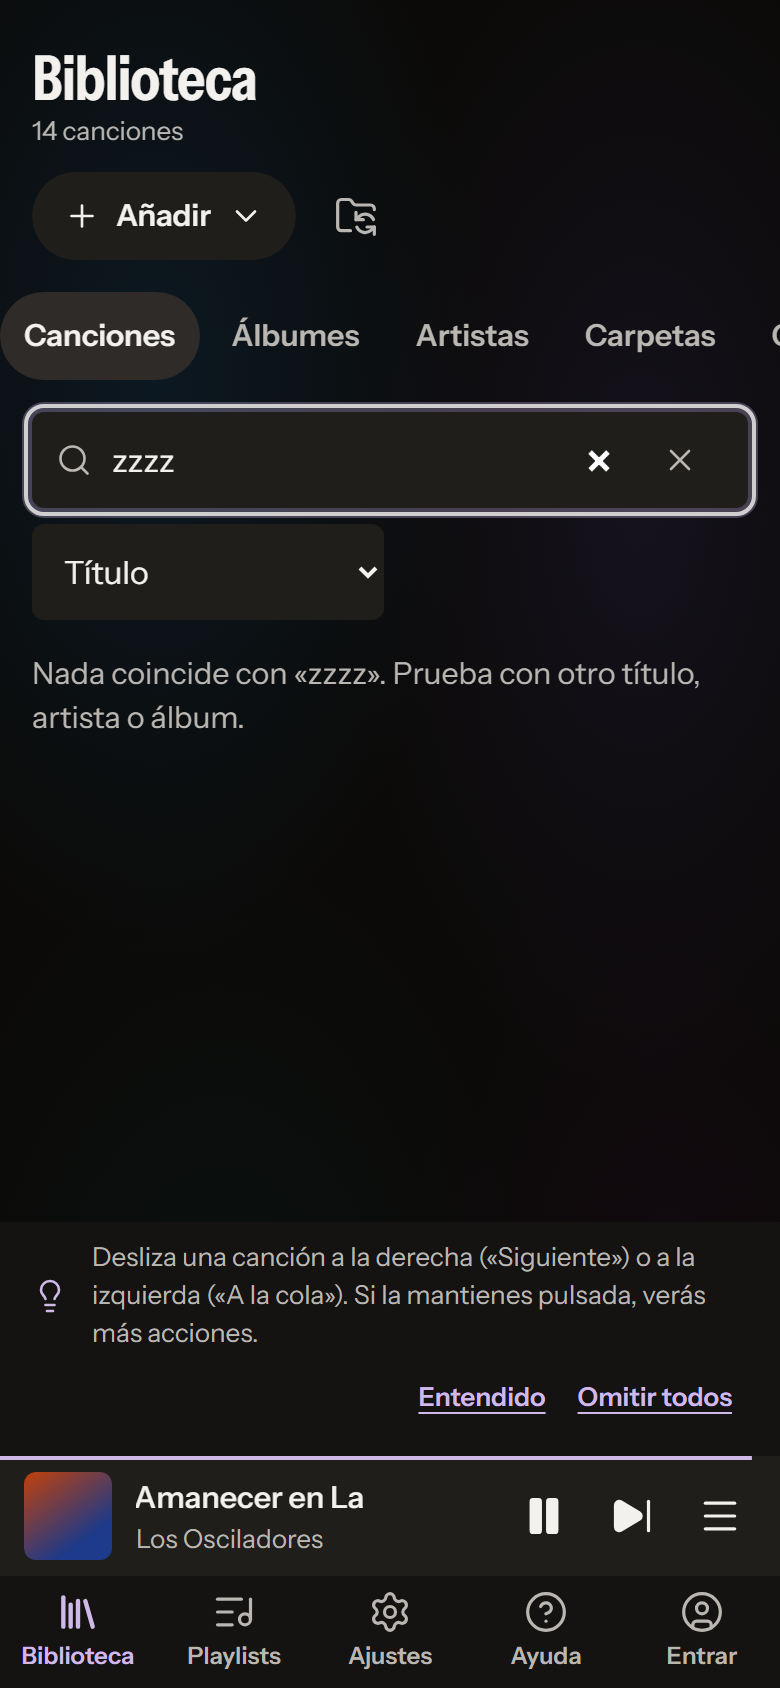 Biblioteca
14 canciones
Añadir
Canciones Álbumes Artistas Carpetas
zzzz
Título
Nada coincide con «zzzz». Prueba con otro título,
artista o álbum.
Desliza una canción a la derecha («Siguiente») o a la
izquierda («A la cola»). Si la mantienes pulsada, verás
más acciones.
Entendido Omitir todos
Amanecer en La
Los Osciladores
Biblioteca Playlists Ajustes Ayuda Entrar